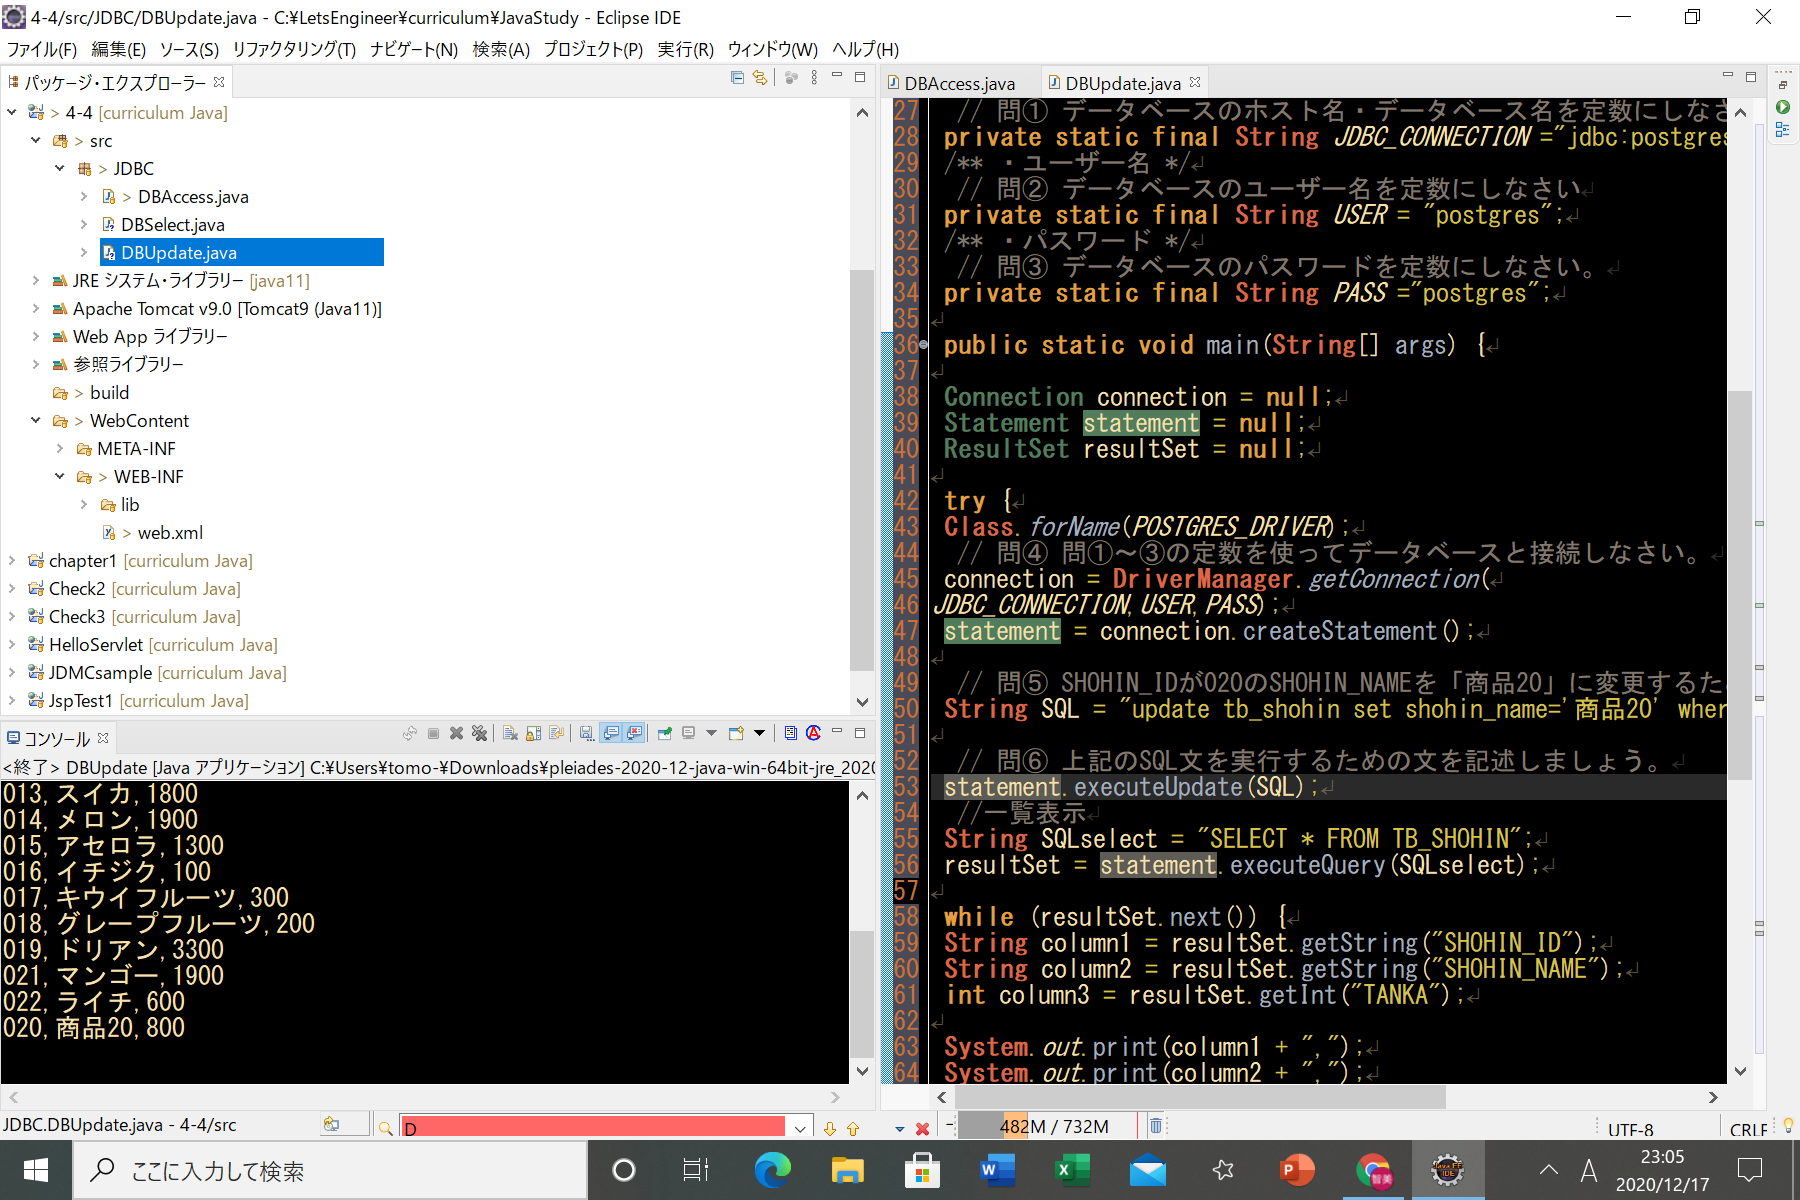 4-4/src/JDBC/DBUpdate.java - C:¥LetsEngineer¥curriculum¥JavaStudy - Eclipse IDE
ファイル(F) 編集(E) ソース(S) リファクタリング(T) ナビゲート(N) 検索(A) プロジェクト(P) 実行(R) ウィンドウ(W) ヘルプ(H)
パッケージ・エクスプローラー
> 4-4 [curriculum Java]
> src
> JDBC
> DBAccess.java
DBSelect.java
DBUpdate.java
JRE システム・ライブラリー [java11]
Apache Tomcat v9.0 [Tomcat9 (Java11)]
Web App ライブラリー
参照ライブラリー
> build
> WebContent
META-INF
> WEB-INF
lib
> web.xml
chapter1 [curriculum Java]
Check2 [curriculum Java]
Check3 [curriculum Java]
HelloServlet [curriculum Java]
JDMCsample [curriculum Java]
JspTest1 [curriculum Java]
コンソール
<終了> DBUpdate [Java アプリケーション] C:¥Users¥tomo-¥Downloads¥pleiades-2020-12-java-win-64bit-jre_2020
013,スイカ,1800
014,メロン,1900
015,アセロラ,1300
016,イチジク,100
017,キウイフルーツ,300
018,グレープフルーツ,200
019,ドリアン,3300
021,マンゴー,1900
022,ライチ,600
020,商品20,800
DBAccess.java DBUpdate.java
27 // 問① データベースのホスト名・データベース名を定数にしなさ
28 private static final String JDBC_CONNECTION ="jdbc:postgres
29 /** ・ユーザー名 */
30 // 問② データベースのユーザー名を定数にしなさい
31 private static final String USER = "postgres";
32 /** ・パスワード */
33 // 問③ データベースのパスワードを定数にしなさい。
34 private static final String PASS ="postgres";
35
36 public static void main(String[] args) {
37
38 Connection connection = null;
39 Statement statement = null;
40 ResultSet resultSet = null;
41
42 try {
43 Class.forName(POSTGRES_DRIVER);
44 // 問④ 問①～③の定数を使ってデータベースと接続しなさい。
45 connection = DriverManager.getConnection(
46 JDBC_CONNECTION,USER,PASS);
47 statement = connection.createStatement();
48
49 // 問⑤ SHOHIN_IDが020のSHOHIN_NAMEを「商品20」に変更するた
50 String SQL = "update tb_shohin set shohin_name='商品20' wher
51
52 // 問⑥ 上記のSQL文を実行するための文を記述しましょう。
53 statement.executeUpdate(SQL);
54 //一覧表示
55 String SQLselect = "SELECT * FROM TB_SHOHIN";
56 resultSet = statement.executeQuery(SQLselect);
57
58 while (resultSet.next()) {
59 String column1 = resultSet.getString("SHOHIN_ID");
60 String column2 = resultSet.getString("SHOHIN_NAME");
61 int column3 = resultSet.getInt("TANKA");
62
63 System.out.print(column1 + ",");
64 System.out.print(column2 + ",");
JDBC.DBUpdate.java - 4-4/src
D
482M / 732M
UTF-8
CRLF
ここに入力して検索
A
23:05
2020/12/17